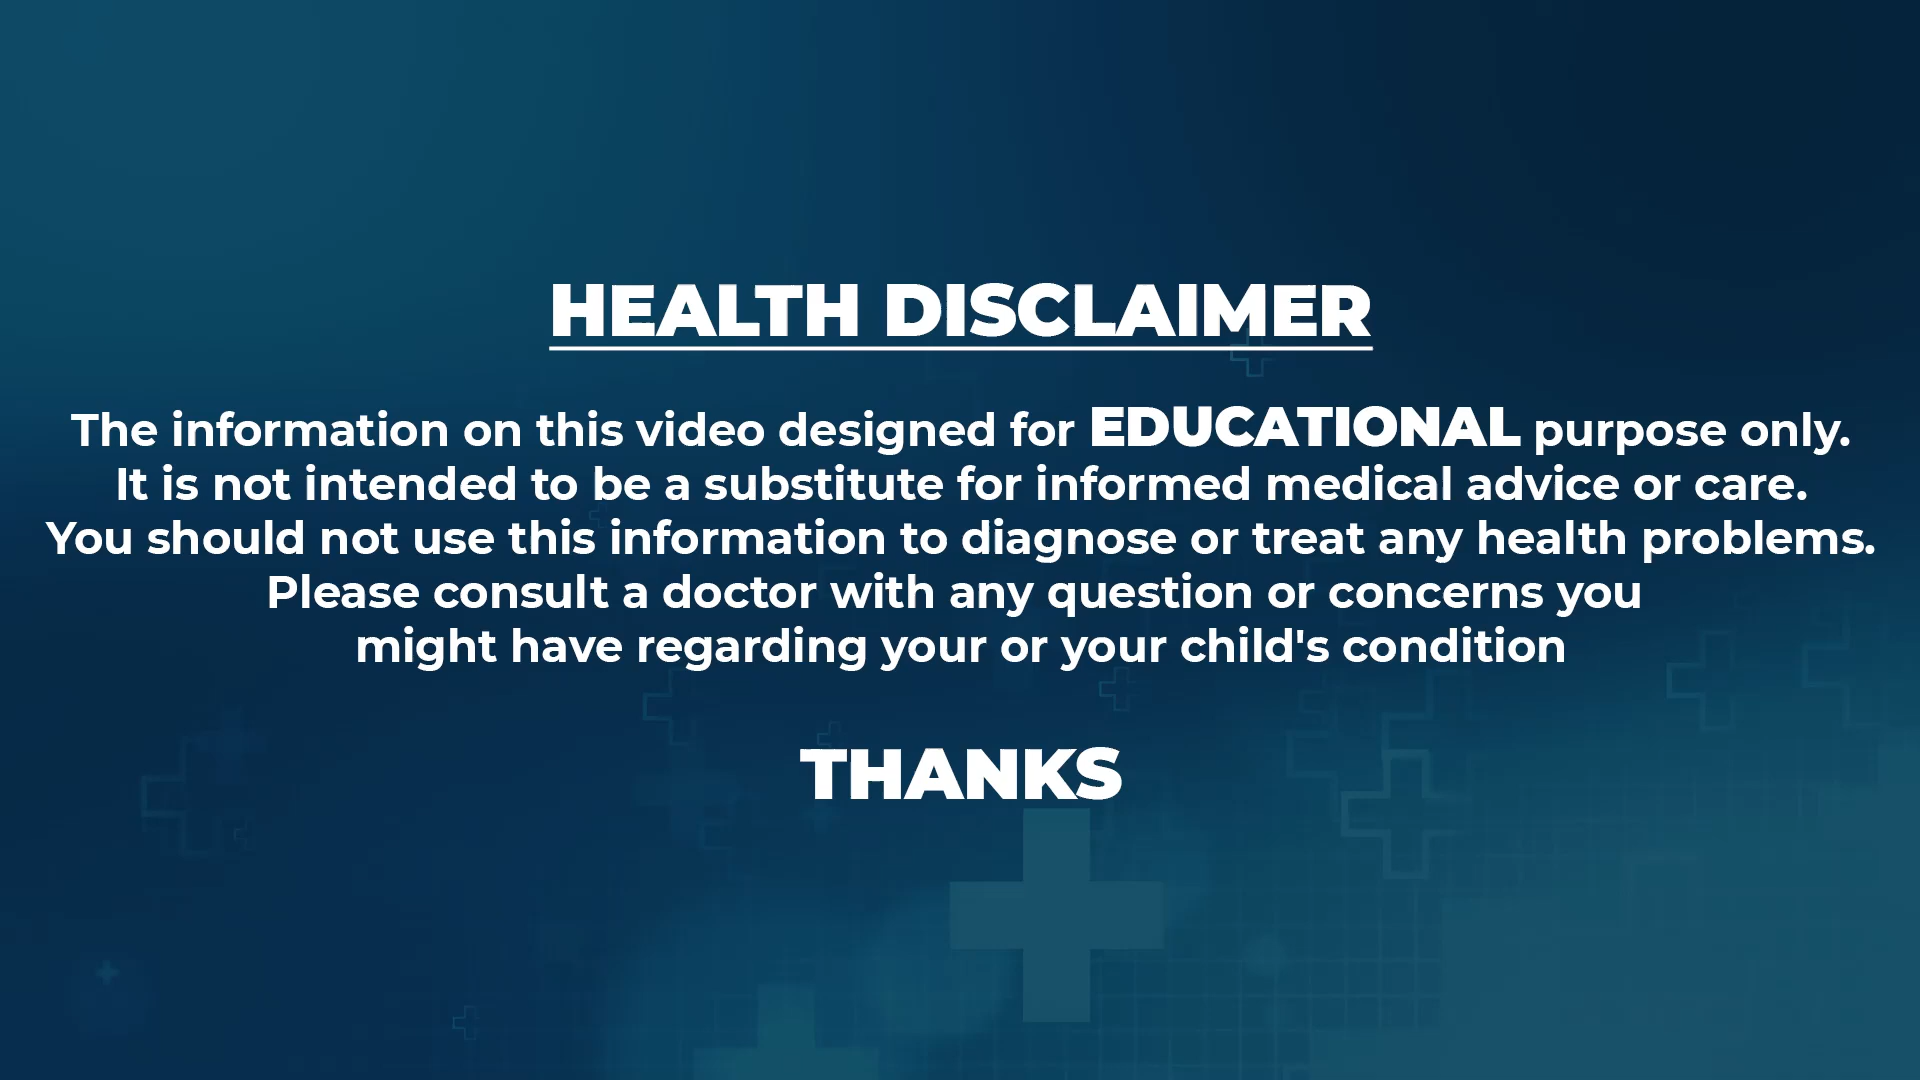 HEALTH DISCLAIMER
The information on this video designed for EDUCATIONAL purpose only.
It is not intended to be a substitute for informed medical advice or care.
You should not use this information to diagnose or treat any health problems.
Please consult a doctor with any question or concerns you
might have regarding your or your child's condition
THANKS